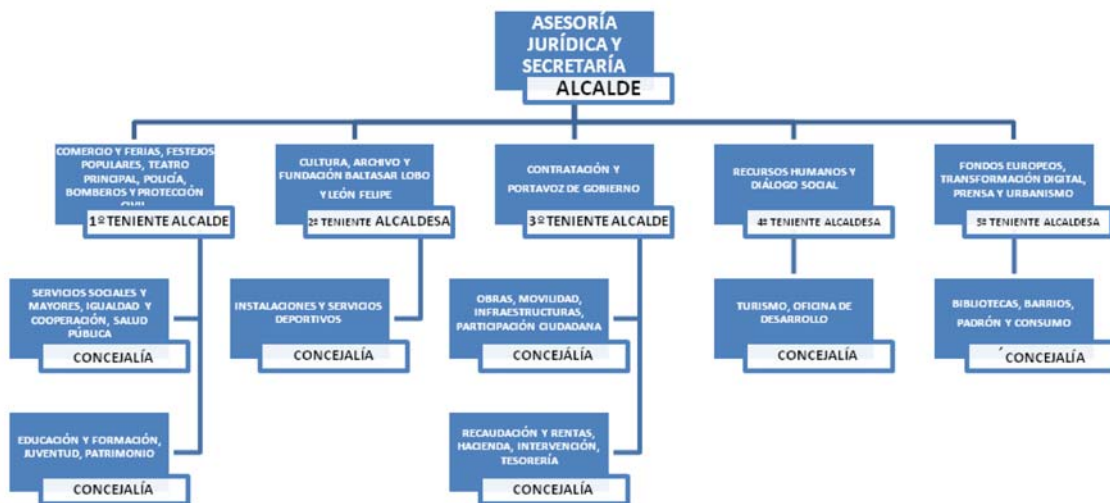 ASESORÍA
JURÍDICA Y
SECRETARÍA
ALCALDE
COMERCIO Y FERIAS, FESTEJOS
POPULARES, TEATRO
PRINCIPAL, POLICÍA,
BOMBEROS Y PROTECCIÓN
CIVIL
1º TENIENTE ALCALDE
CULTURA, ARCHIVO Y
FUNDACIÓN BALTASAR LOBO
Y LEÓN FELIPE
2ª TENIENTE ALCALDESA
CONTRATACIÓN Y
PORTAVOZ DE GOBIERNO
3º TENIENTE ALCALDE
RECURSOS HUMANOS Y
DIÁLOGO SOCIAL
4ª TENIENTE ALCALDESA
FONDOS EUROPEOS,
TRANSFORMACIÓN DIGITAL,
PRENSA Y URBANISMO
5ª TENIENTE ALCALDESA
SERVICIOS SOCIALES Y
MAYORES, IGUALDAD Y
COOPERACIÓN, SALUD
PÚBLICA
CONCEJALÍA
INSTALACIONES Y SERVICIOS
DEPORTIVOS
CONCEJALÍA
OBRAS, MOVILIDAD,
INFRAESTRUCTURAS,
PARTICIPACIÓN CIUDADANA
CONCEJÁLÍA
TURISMO, OFICINA DE
DESARROLLO
CONCEJALÍA
BIBLIOTECAS, BARRIOS,
PADRÓN Y CONSUMO
´CONCEJALÍA
EDUCACIÓN Y FORMACIÓN,
JUVENTUD, PATRIMONIO
CONCEJALÍA
RECAUDACIÓN Y RENTAS,
HACIENDA, INTERVENCIÓN,
TESORERÍA
CONCEJALÍA